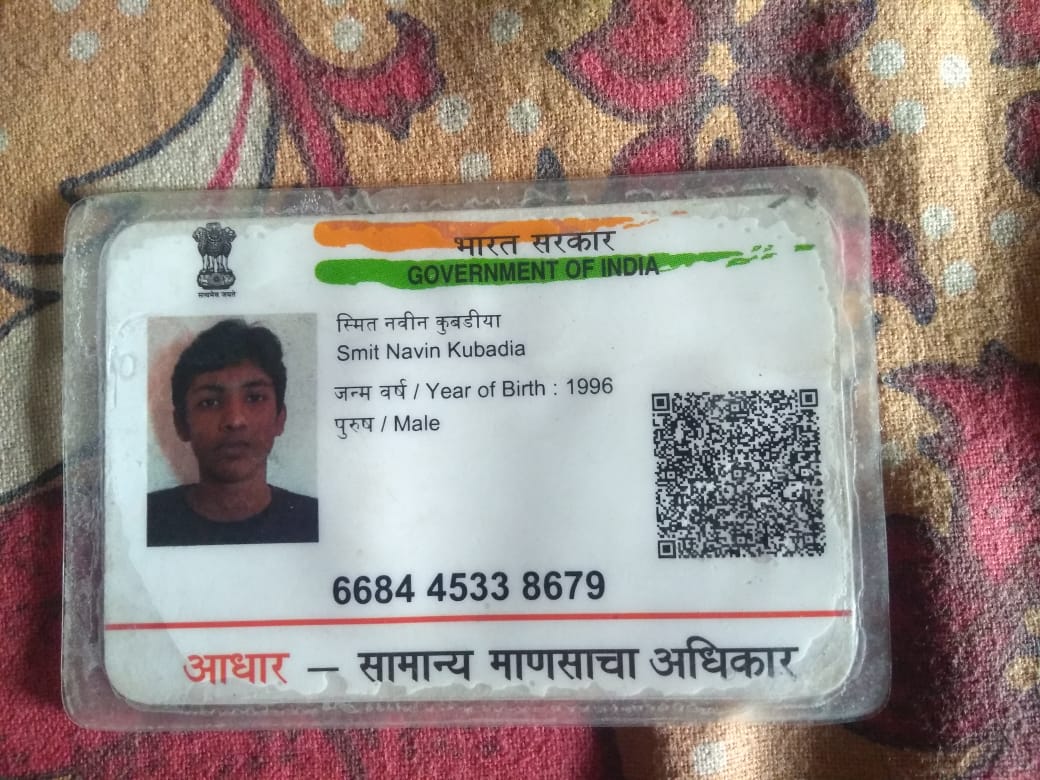 भारत सरकार
GOVERNMENT OF INDIA
सत्यमेव जयते
स्मित नवीन कुबडीया
Smit Navin Kubadia
जन्म वर्ष / Year of Birth : 1996
पुरुष / Male
6684 4533 8679
आधार — सामान्य माणसाचा अधिकार